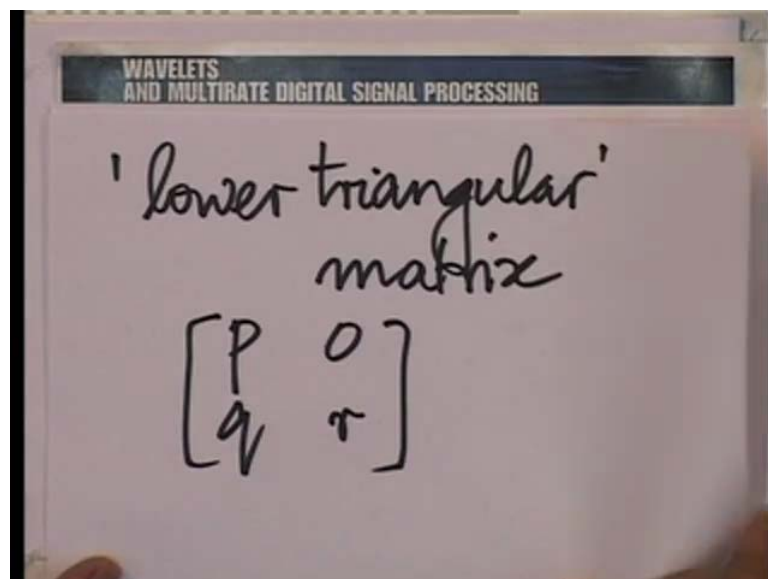 WAVELETS
AND MULTIRATE DIGITAL SIGNAL PROCESSING
'lower triangular'
matrix
[p 0
q r]